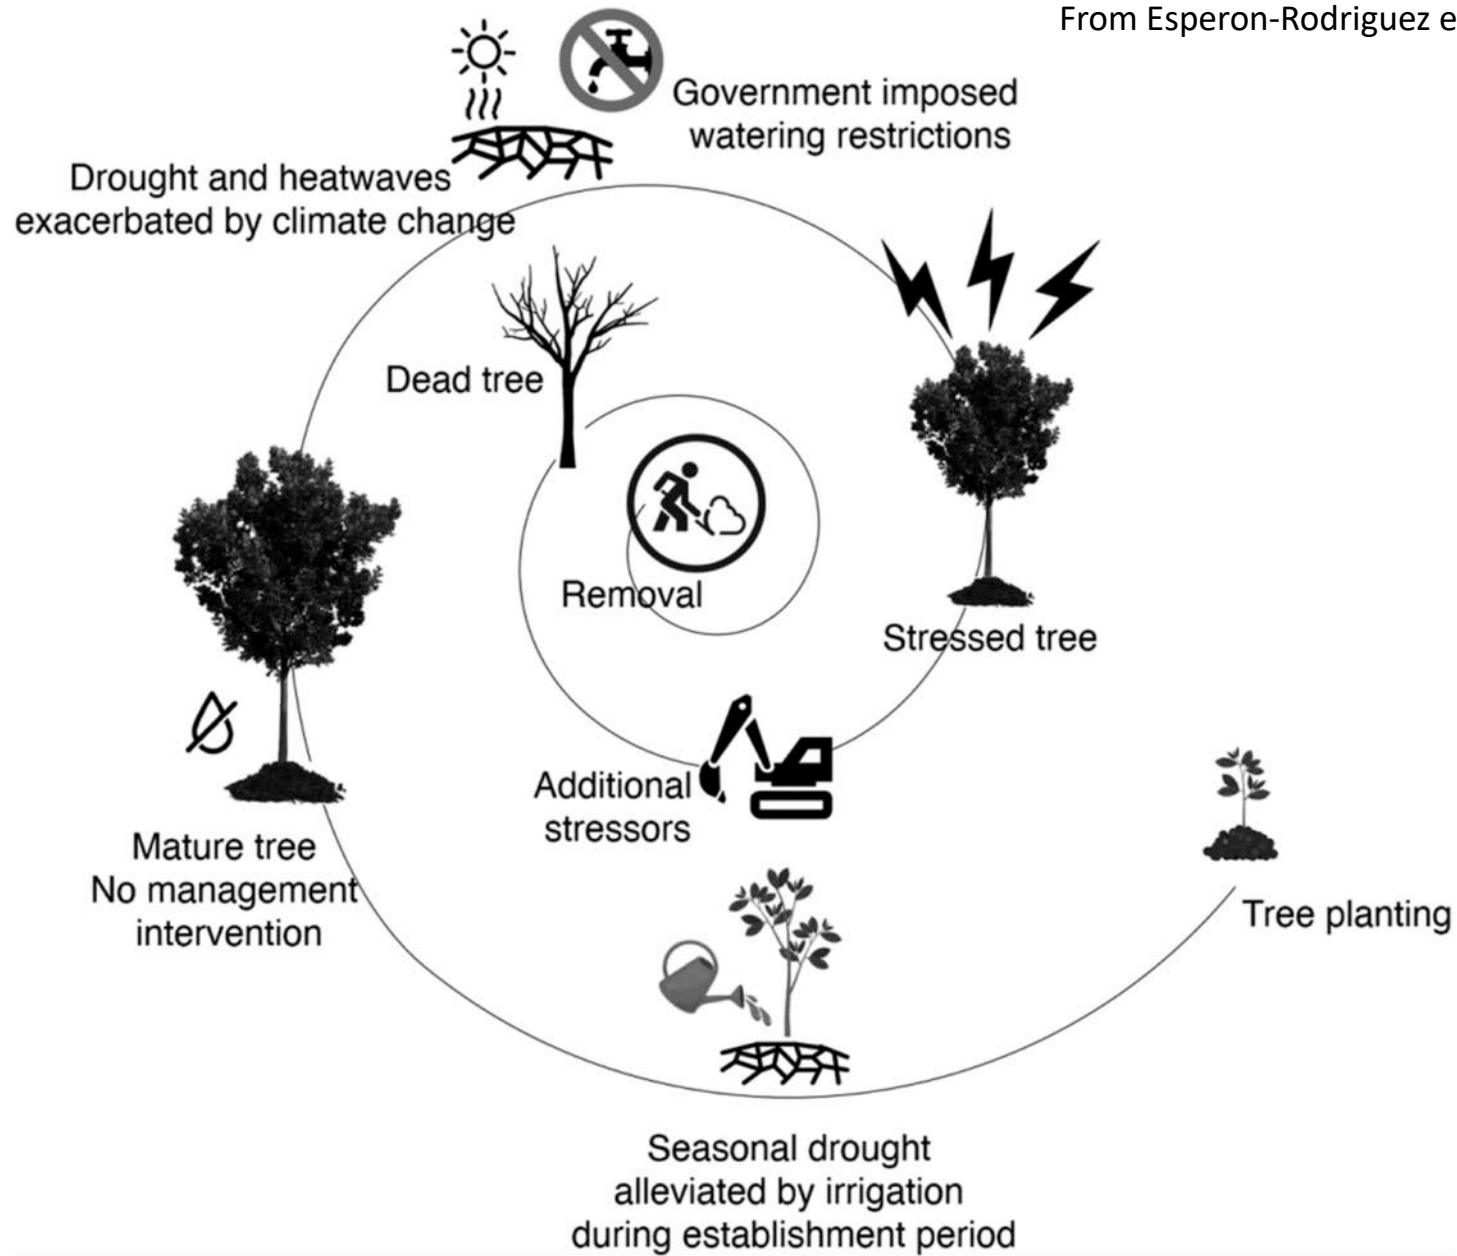 From Esperon-Rodriguez e
Government imposed
watering restrictions
Drought and heatwaves
exacerbated by climate change
Dead tree
Removal
Stressed tree
Additional
stressors
Mature tree
No management
intervention
Tree planting
Seasonal drought
alleviated by irrigation
during establishment period